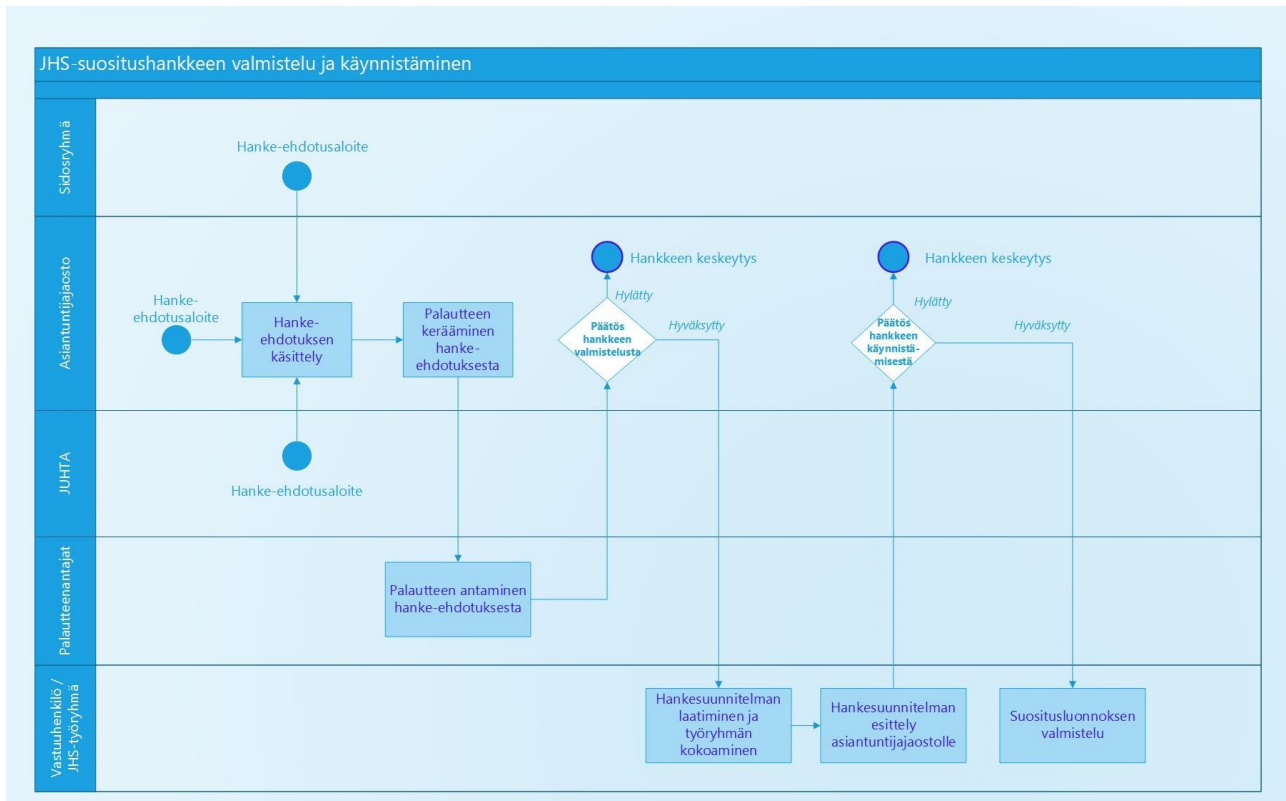 JHS-suositushankkeen valmistelu ja käynnistäminen
Sidosryhmä
Hanke-ehdotusaloite
Asiantuntijajaosto
Hanke-
ehdotusaloite
Hanke-
ehdotuksen
käsittely
Palautteen
kerääminen
hanke-
ehdotuksesta
Hankkeen keskeytys
Hylätty
Päätös
hankkeen
valmistelusta
Hyväksytty
Hankkeen keskeytys
Hylätty
Päätös
hankkeen
käynnistä-
misestä
Hyväksytty
JUHTA
Hanke-ehdotusaloite
Palautteenantajat
Palautteen antaminen
hanke-ehdotuksesta
Vastuuhenkilö /
JHS-työryhmä
Hankesuunnitelman
laatiminen ja
työryhmän
kokoaminen
Hankesuunnitelman
esittely
asiantuntijajaostolle
Suositusluonnoksen
valmistelu